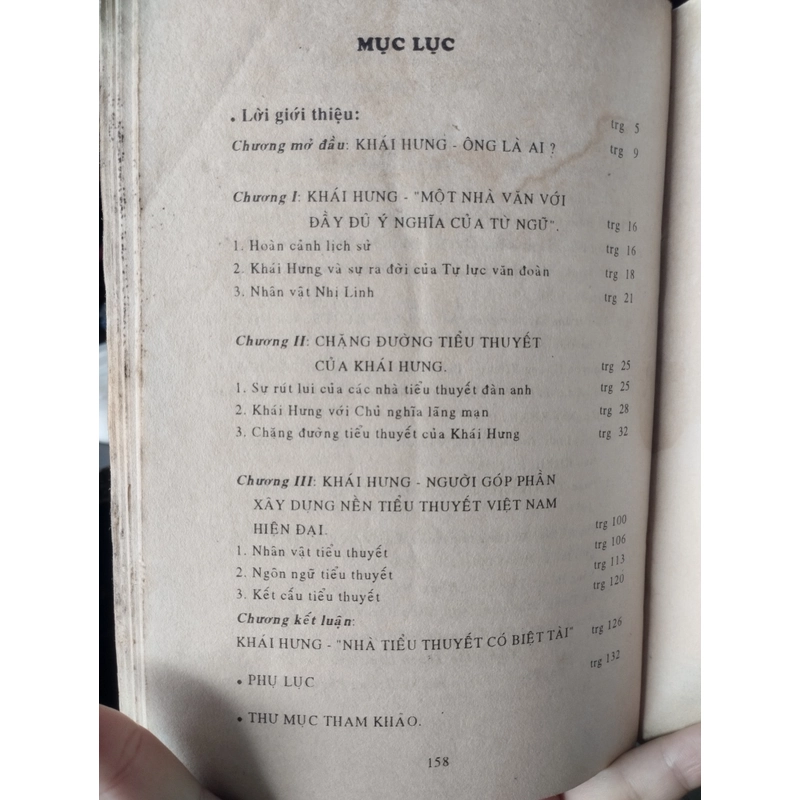 MỤC LỤC
• Lời giới thiệu: trg 5
Chương mở đầu: KHÁI HƯNG - ÔNG LÀ AI ? trg 9
Chương I: KHÁI HƯNG - "MỘT NHÀ VĂN VỚI
ĐẦY ĐỦ Ý NGHĨA CỦA TỪ NGỮ". trg 16
1. Hoàn cảnh lịch sử trg 16
2. Khái Hưng và sự ra đời của Tự lực văn đoàn trg 18
3. Nhân vật Nhị Linh trg 21
Chương II: CHẶNG ĐƯỜNG TIỂU THUYẾT
CỦA KHÁI HƯNG. trg 25
1. Sự rút lui của các nhà tiểu thuyết đàn anh trg 25
2. Khái Hưng với Chủ nghĩa lãng mạn trg 28
3. Chặng đường tiểu thuyết của Khái Hưng trg 32
Chương III: KHÁI HƯNG - NGƯỜI GÓP PHẦN
XÂY DỰNG NỀN TIỂU THUYẾT VIỆT NAM
HIỆN ĐẠI. trg 100
1. Nhân vật tiểu thuyết trg 106
2. Ngôn ngữ tiểu thuyết trg 113
3. Kết cấu tiểu thuyết trg 120
Chương kết luận:
KHÁI HƯNG - "NHÀ TIỂU THUYẾT CÓ BIỆT TÀI" trg 126
• PHỤ LỤC trg 132
• THƯ MỤC THAM KHẢO.
158